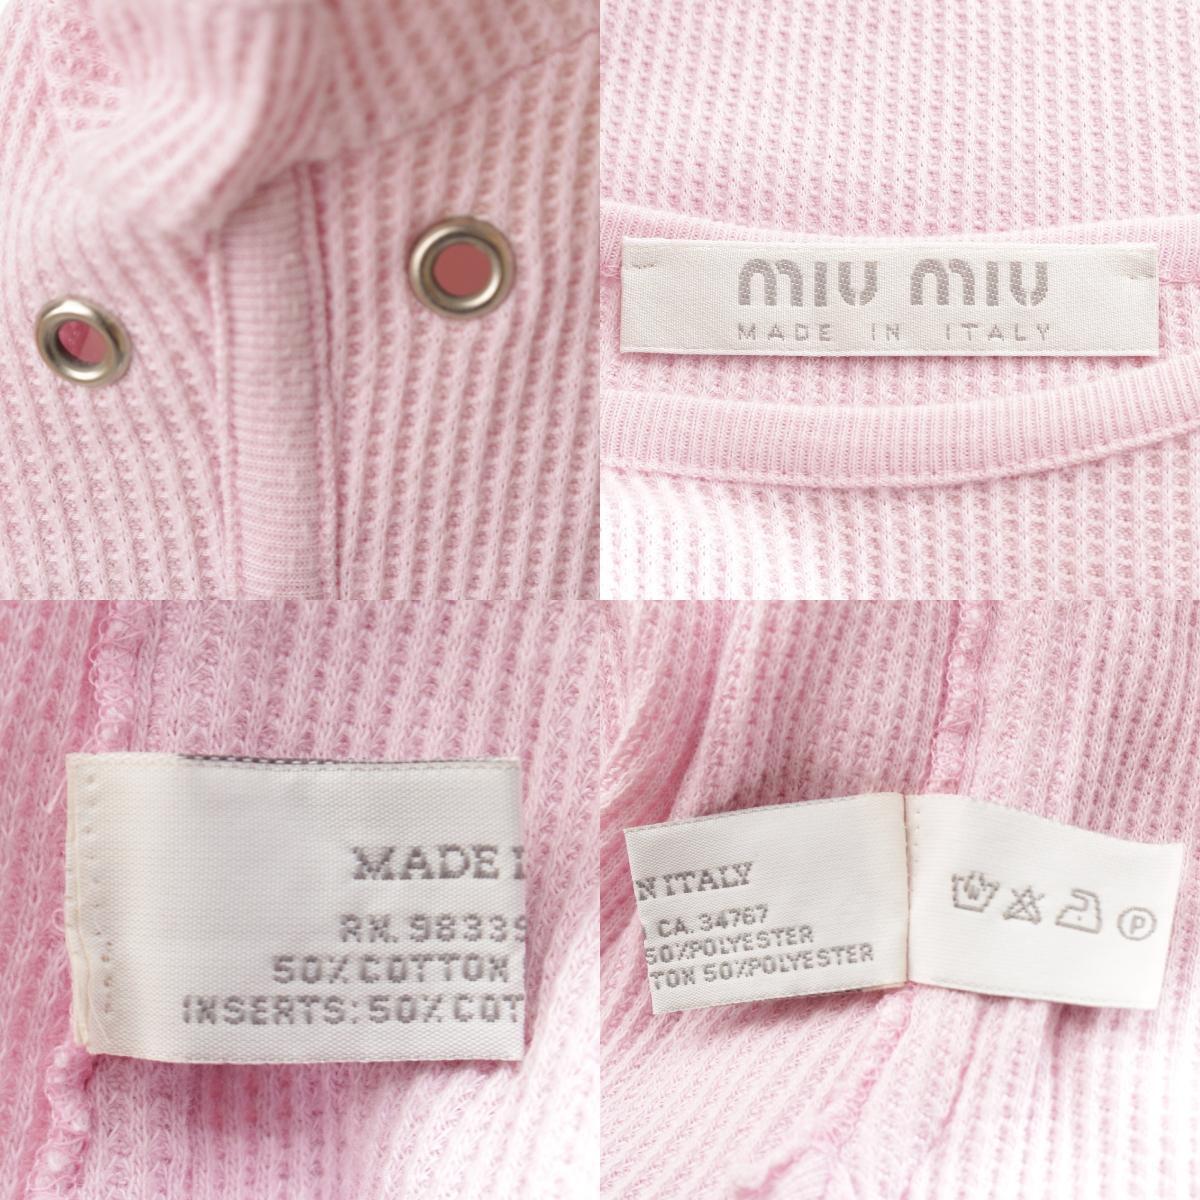 MIU MIU
MADE IN ITALY
MADE I
RN. 98339
50%COTTON
INSERTS: 50%COT
N ITALY
CA. 34767
50%POLYESTER
TON 50%POLYESTER
P